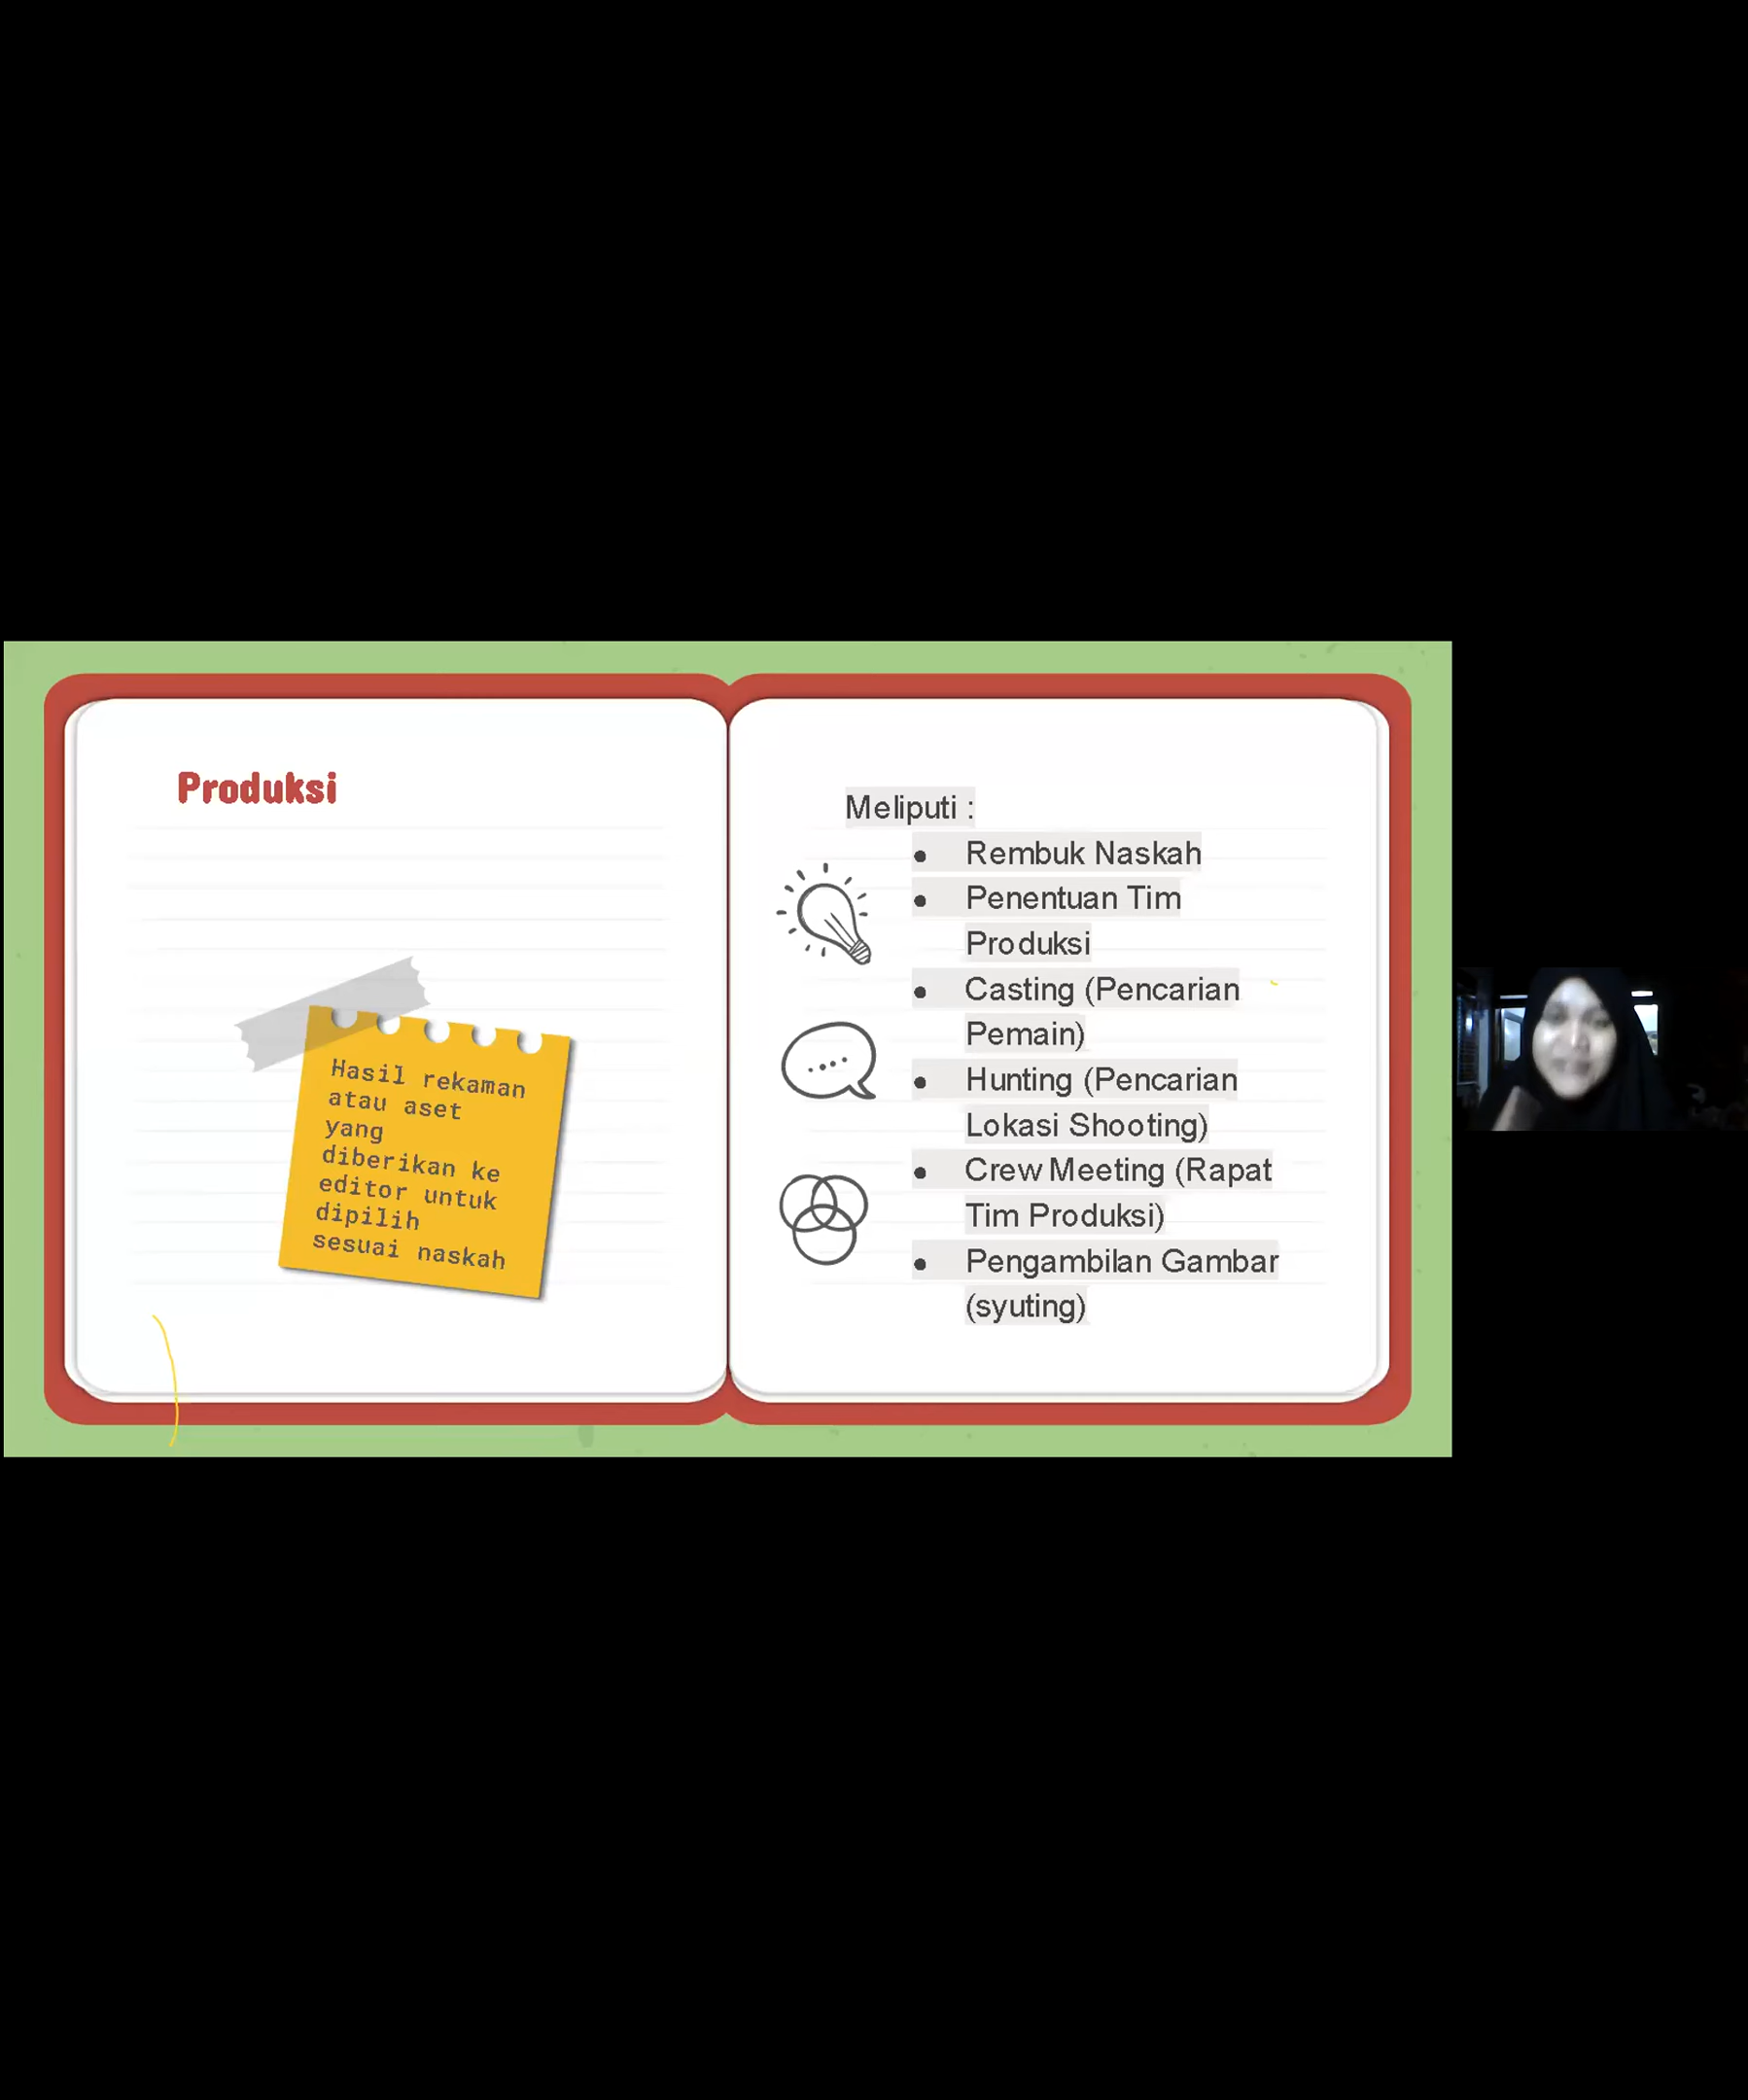 Produksi
Hasil rekaman
atau aset
yang
diberikan ke
editor untuk
dipilih
sesuai naskah
Meliputi :
• Rembuk Naskah
• Penentuan Tim
Produksi
• Casting (Pencarian
Pemain)
• Hunting (Pencarian
Lokasi Shooting)
• Crew Meeting (Rapat
Tim Produksi)
• Pengambilan Gambar
(syuting)